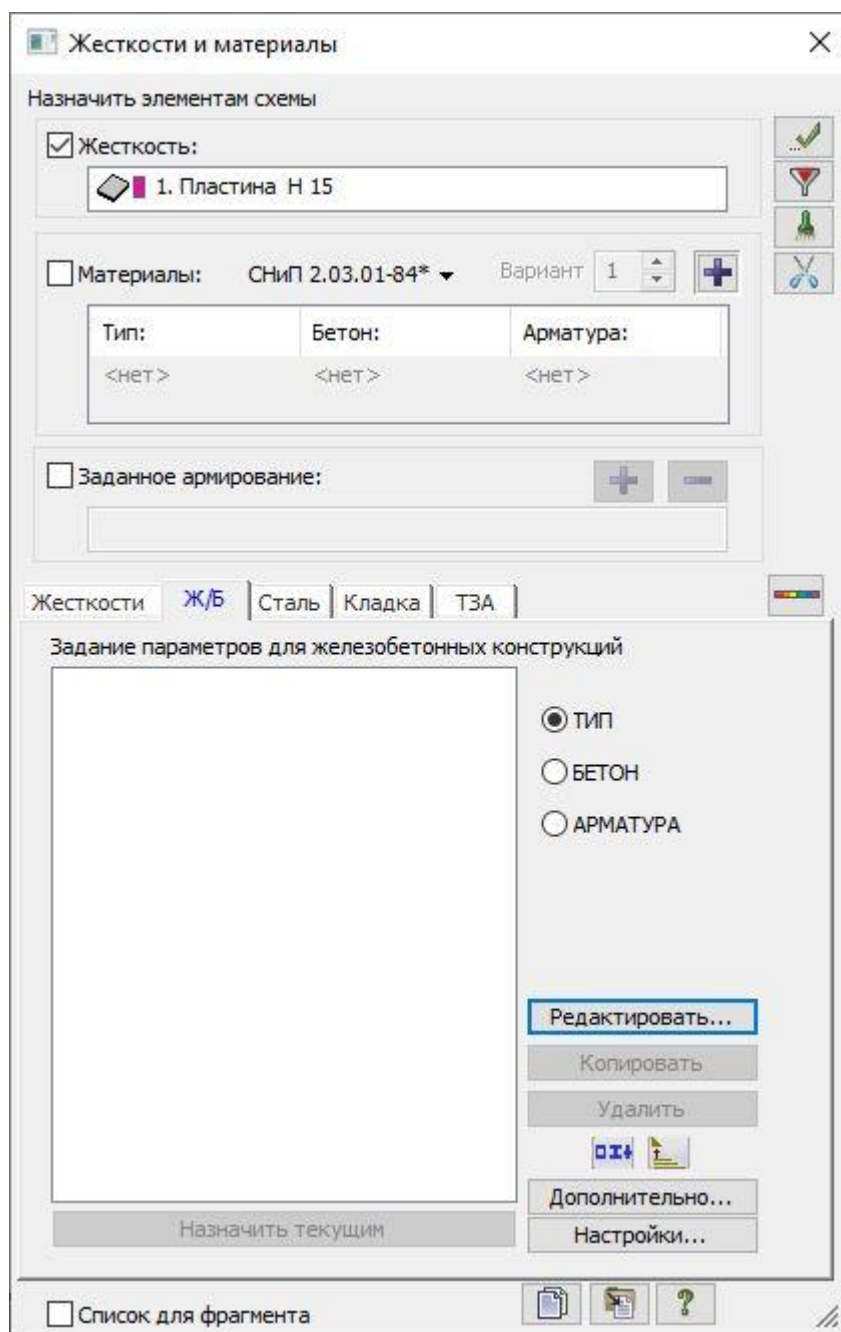 Жесткости и материалы
Назначить элементам схемы
Жесткость:
1. Пластина H 15
Материалы: СНиП 2.03.01-84* Вариант 1
Тип: Бетон: Арматура:
<нет> <нет> <нет>
Заданное армирование:
Жесткости Ж/Б Сталь Кладка ТЗА
Задание параметров для железобетонных конструкций
ТИП
БЕТОН
АРМАТУРА
Редактировать...
Копировать
Удалить
Дополнительно...
Назначить текущим
Настройки...
Список для фрагмента